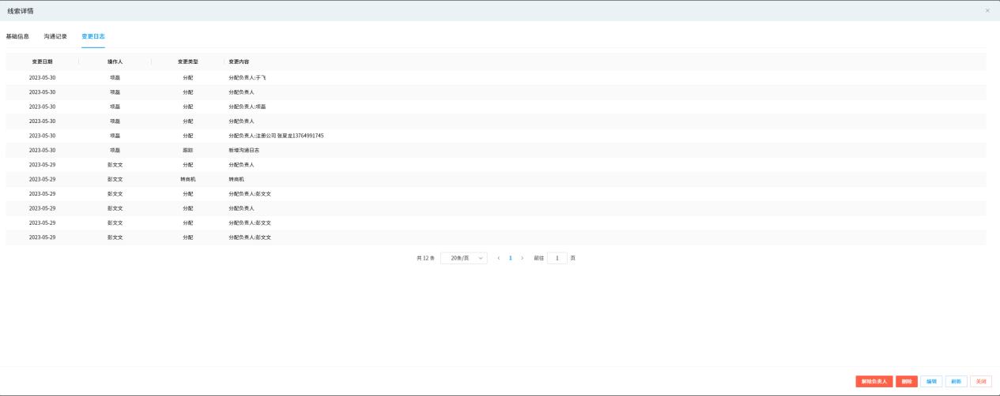 线索详情
基础信息 沟通记录 变更日志
变更日期 操作人 变更类型 变更内容
2023-05-30 项磊 分配 分配负责人:于飞
2023-05-30 项磊 分配 分配负责人
2023-05-30 项磊 分配 分配负责人:项磊
2023-05-30 项磊 分配 分配负责人
2023-05-30 项磊 分配 分配负责人:注册公司 张夏龙13764991745
2023-05-30 项磊 跟踪 新增沟通日志
2023-05-29 彭文文 分配 分配负责人
2023-05-29 彭文文 转商机 转商机
2023-05-29 彭文文 分配 分配负责人:彭文文
2023-05-29 彭文文 分配 分配负责人
2023-05-29 彭文文 分配 分配负责人:彭文文
2023-05-29 彭文文 分配 分配负责人:彭文文
共 12 条 20条/页 1 前往 1 页
解除负责人 删除 编辑 刷新 关闭